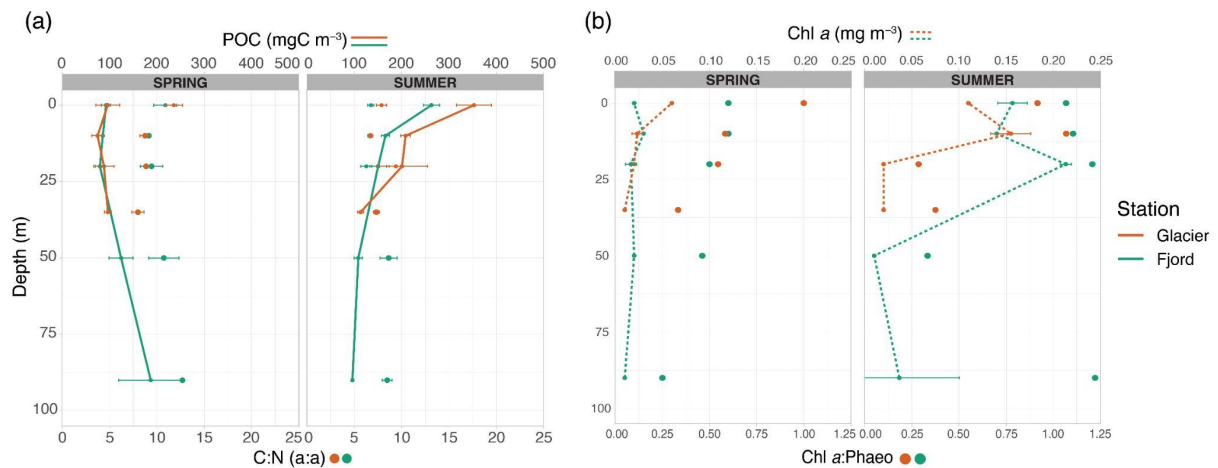 (a)
POC (mgC m⁻³)
0 100 200 300 400 500 100 200 300 400 500
SPRING SUMMER
0
25
50
75
100
Depth (m)
0 5 10 15 20 25 0 5 10 15 20 25
C:N (a:a)
(b)
Chl a (mg m⁻³)
0.00 0.05 0.10 0.15 0.20 0.25 0.00 0.05 0.10 0.15 0.20 0.25
SPRING SUMMER
0
25
50
75
100
0.00 0.25 0.50 0.75 1.00 1.25 0.00 0.25 0.50 0.75 1.00 1.25
Chl a:Phaeo
Station
Glacier
Fjord